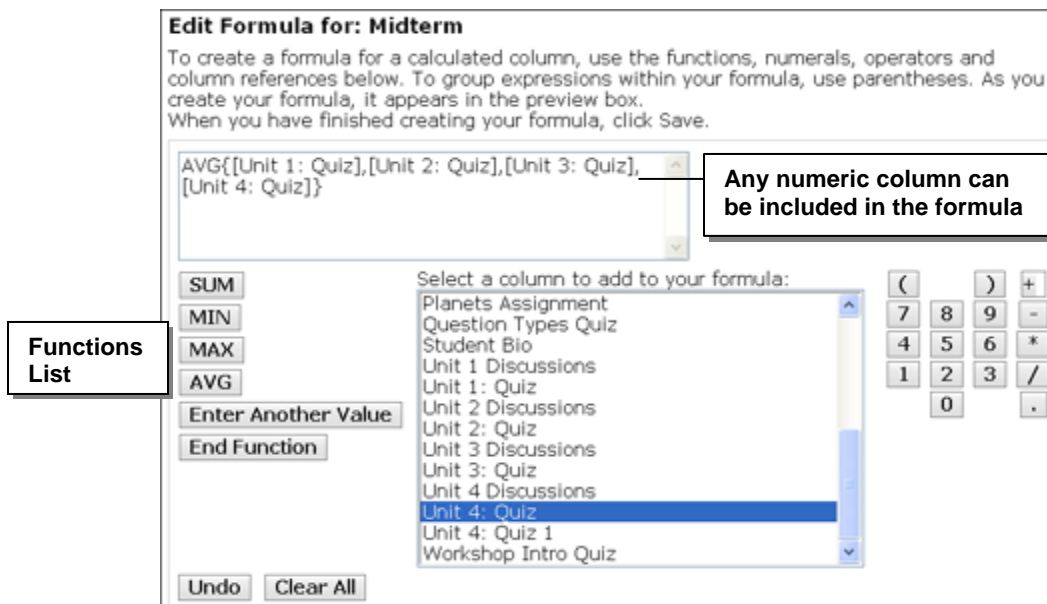 Edit Formula for: Midterm
To create a formula for a calculated column, use the functions, numerals, operators and
column references below. To group expressions within your formula, use parentheses. As you
create your formula, it appears in the preview box.
When you have finished creating your formula, click Save.
AVG{[Unit 1: Quiz],[Unit 2: Quiz],[Unit 3: Quiz],
[Unit 4: Quiz]}
Any numeric column can
be included in the formula
Functions
List
SUM
MIN
MAX
AVG
Enter Another Value
End Function
Select a column to add to your formula:
Planets Assignment
Question Types Quiz
Student Bio
Unit 1 Discussions
Unit 1: Quiz
Unit 2 Discussions
Unit 2: Quiz
Unit 3 Discussions
Unit 3: Quiz
Unit 4 Discussions
Unit 4: Quiz
Unit 4: Quiz 1
Workshop Intro Quiz
( ) +
7 8 9 -
4 5 6 *
1 2 3 /
0 .
Undo Clear All